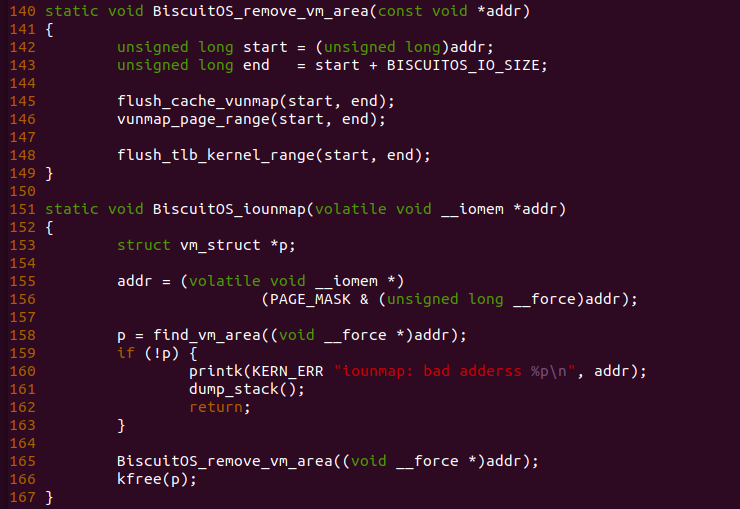 140 static void BiscuitOS_remove_vm_area(const void *addr)
141 {
142         unsigned long start = (unsigned long)addr;
143         unsigned long end   = start + BISCUITOS_IO_SIZE;
144
145         flush_cache_vunmap(start, end);
146         vunmap_page_range(start, end);
147
148         flush_tlb_kernel_range(start, end);
149 }
150
151 static void BiscuitOS_iounmap(volatile void __iomem *addr)
152 {
153         struct vm_struct *p;
154
155         addr = (volatile void __iomem *)
156                         (PAGE_MASK & (unsigned long __force)addr);
157
158         p = find_vm_area((void __force *)addr);
159         if (!p) {
160                 printk(KERN_ERR "iounmap: bad adderss %p\n", addr);
161                 dump_stack();
162                 return;
163         }
164
165         BiscuitOS_remove_vm_area((void __force *)addr);
166         kfree(p);
167 }